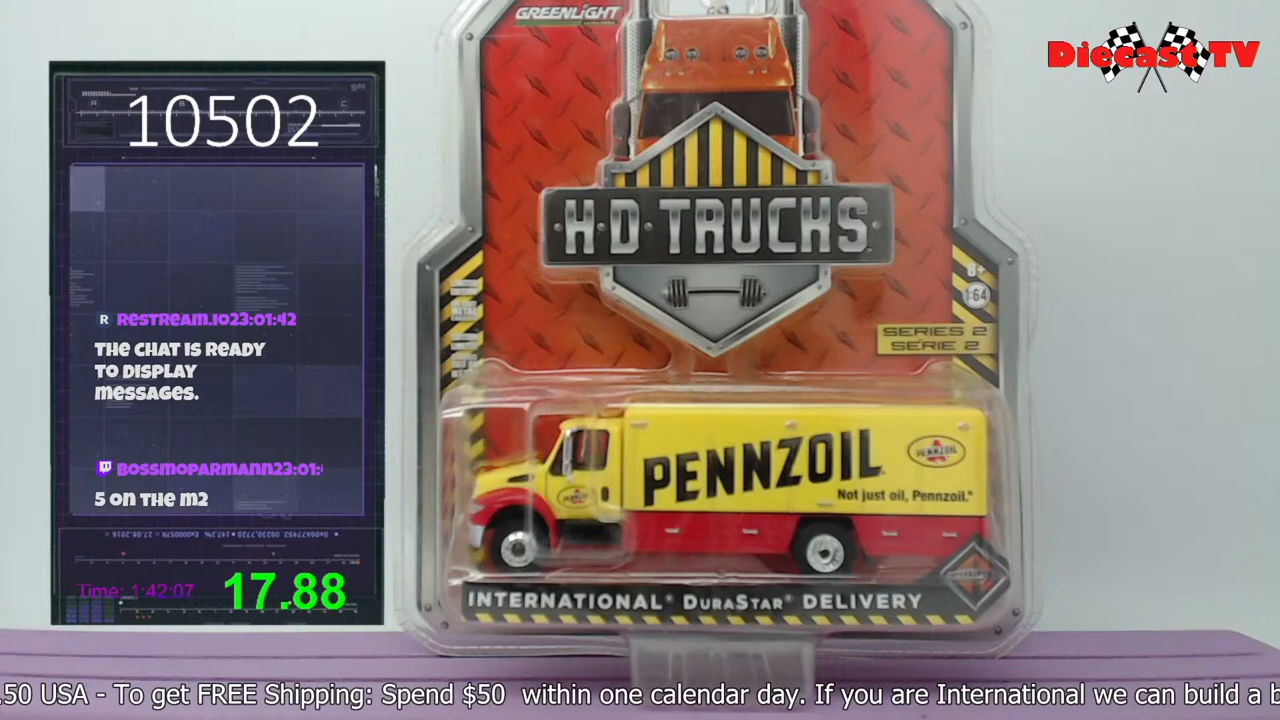 GREENLIGHT
Diecast TV
10502
A
C
H·D·TRUCKS
8+
1:64
SERIES 2
SÉRIE 2
R Restream.io23:01:42
THE CHAT IS READY
TO DISPLAY
MESSAGES.
BOSSMOPARMANN23:01:
5 ON THE M2
PENNZOIL
Not just oil, Pennzoil.®
Time: 1:42:07
17.88
INTERNATIONAL® DURASTAR® DELIVERY
.50 USA - To get FREE Shipping: Spend $50 within one calendar day. If you are International we can build a b